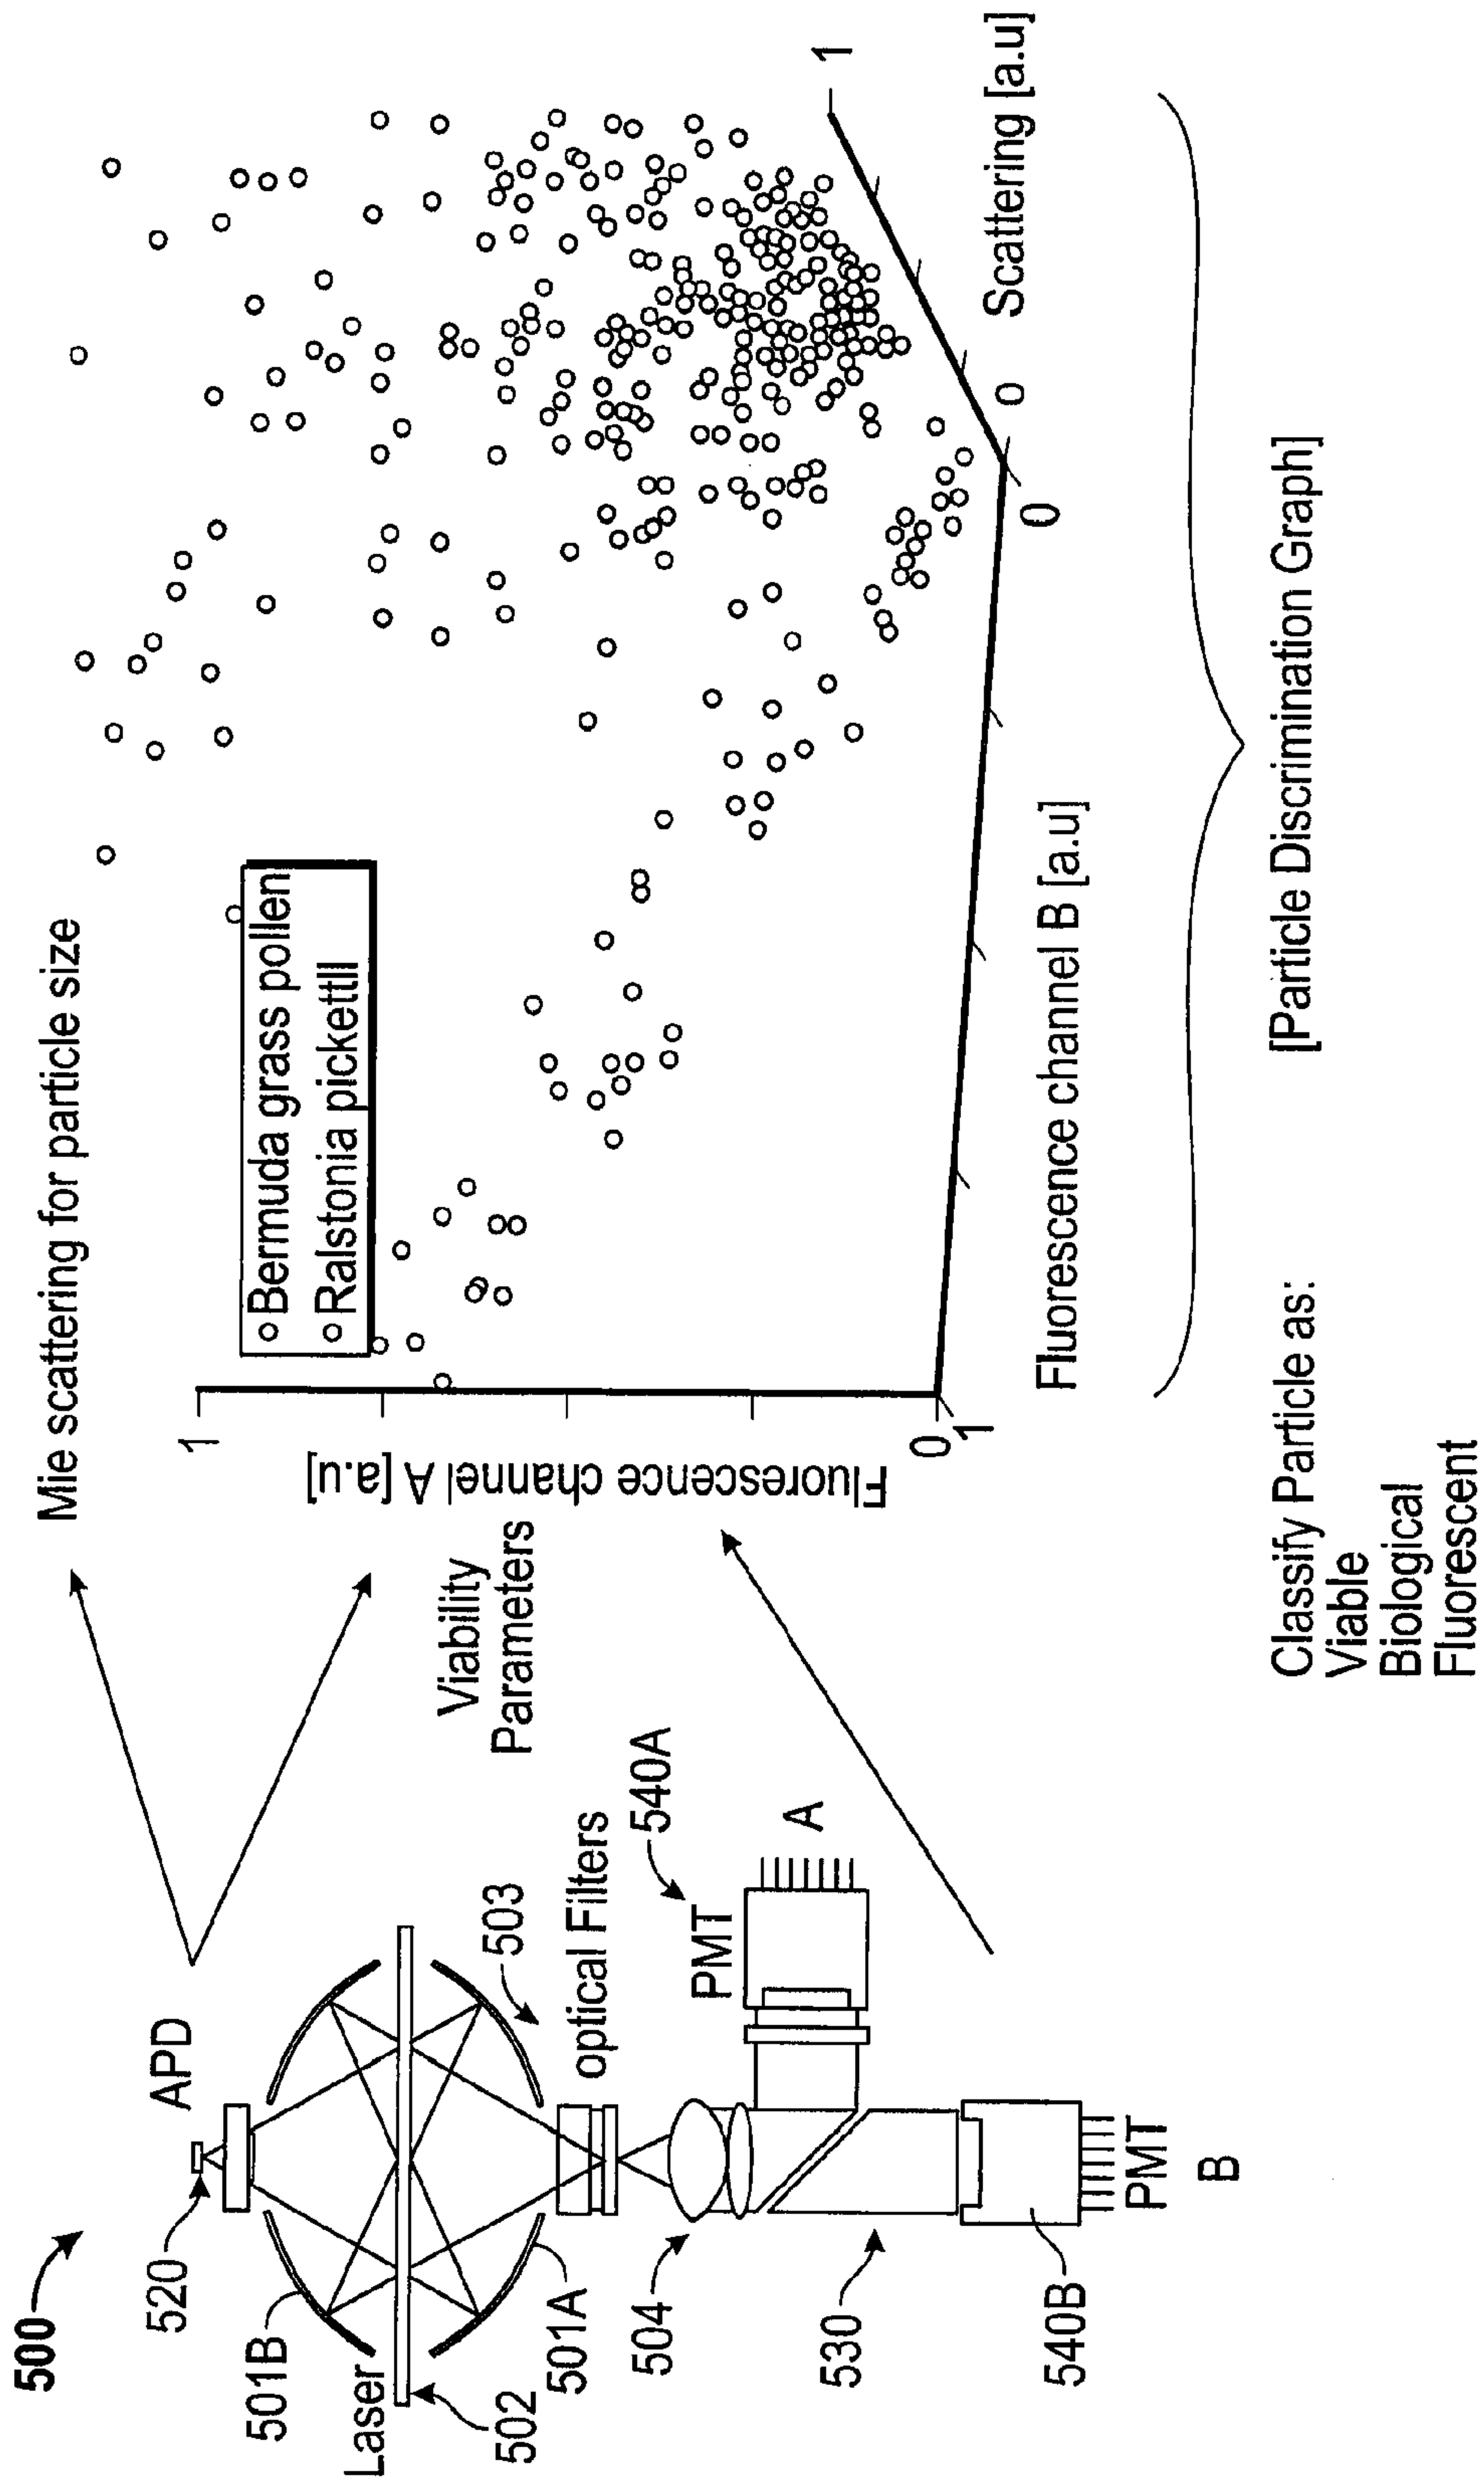 500
520
APD
501B
Laser
502
503
501A
optical Filters
504
540A
PMT
A
530
540B
PMT
B
Mie scattering for particle size
Viability
Parameters
Fluorescence channel A [a.u]
1
0
1
Bermuda grass pollen
Ralstonia pickettII
Fluorescence channel B [a.u]
0
0
Scattering [a.u]
1
[Particle Discrimination Graph]
Classify Particle as:
Viable
Biological
Fluorescent